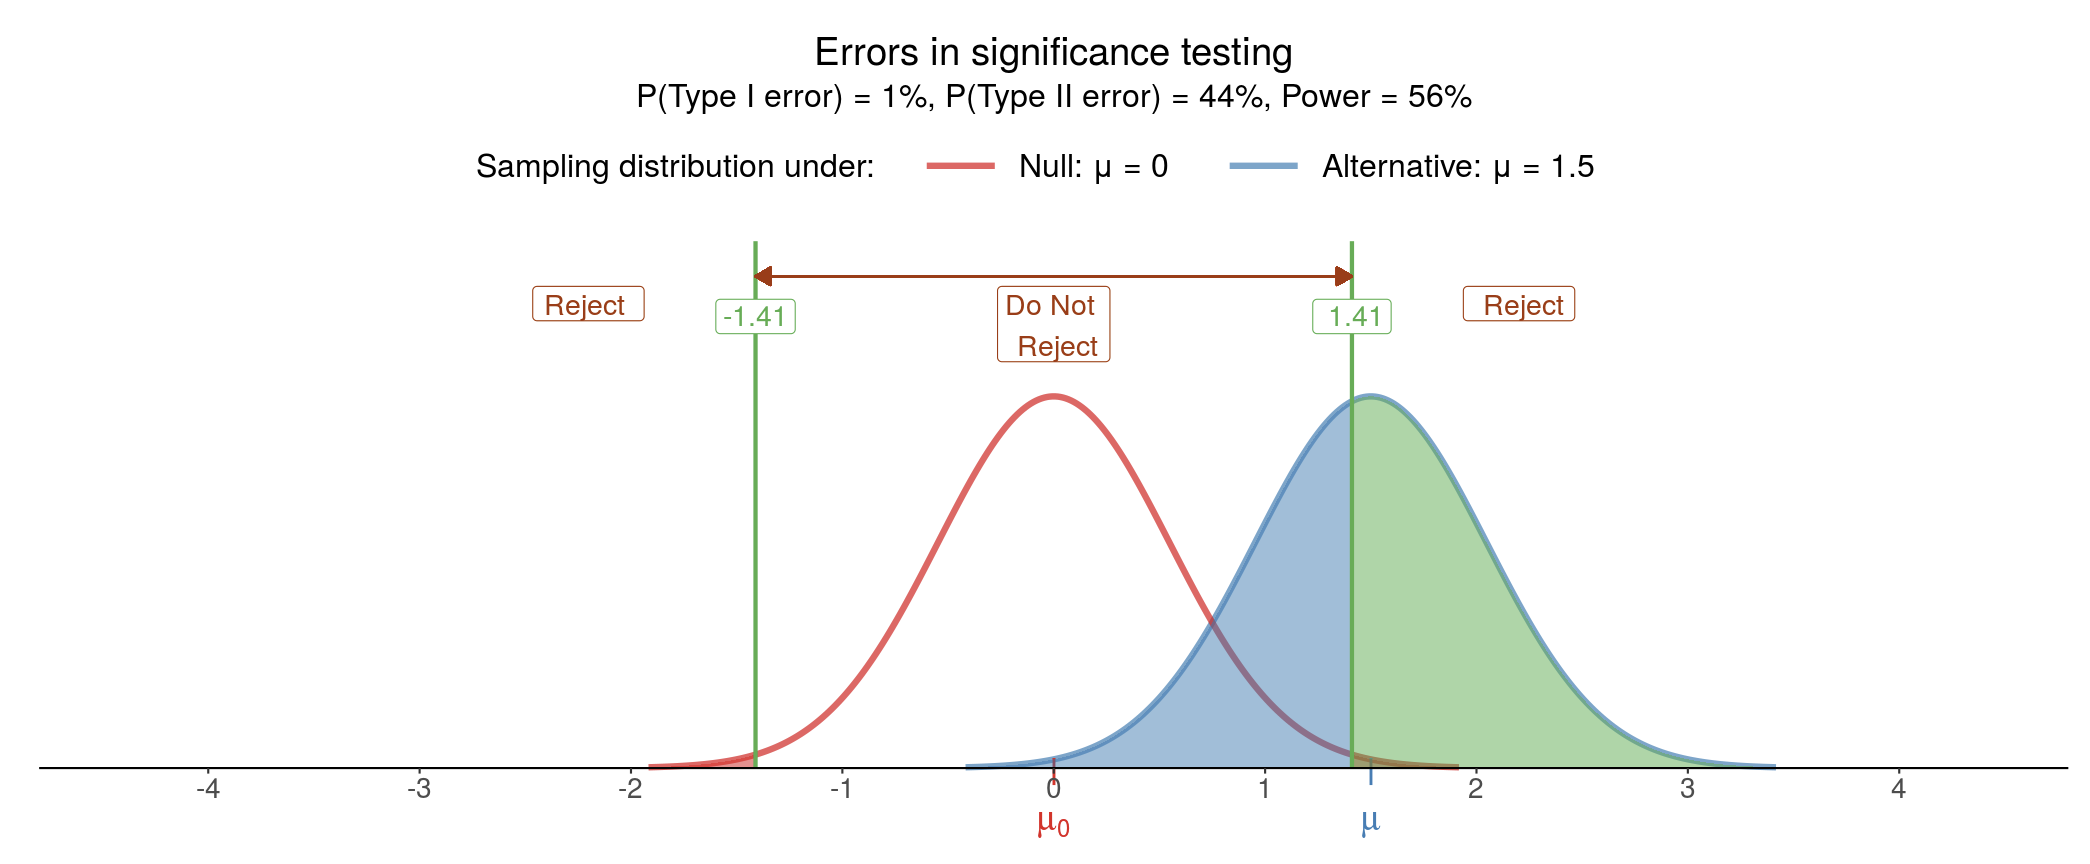 Errors in significance testing
P(Type I error) = 1%, P(Type II error) = 44%, Power = 56%
Sampling distribution under: Null: μ = 0 Alternative: μ = 1.5
Reject -1.41 Do Not 1.41 Reject
Reject
-4 -3 -2 -1 0 1 2 3 4
μ₀ μ